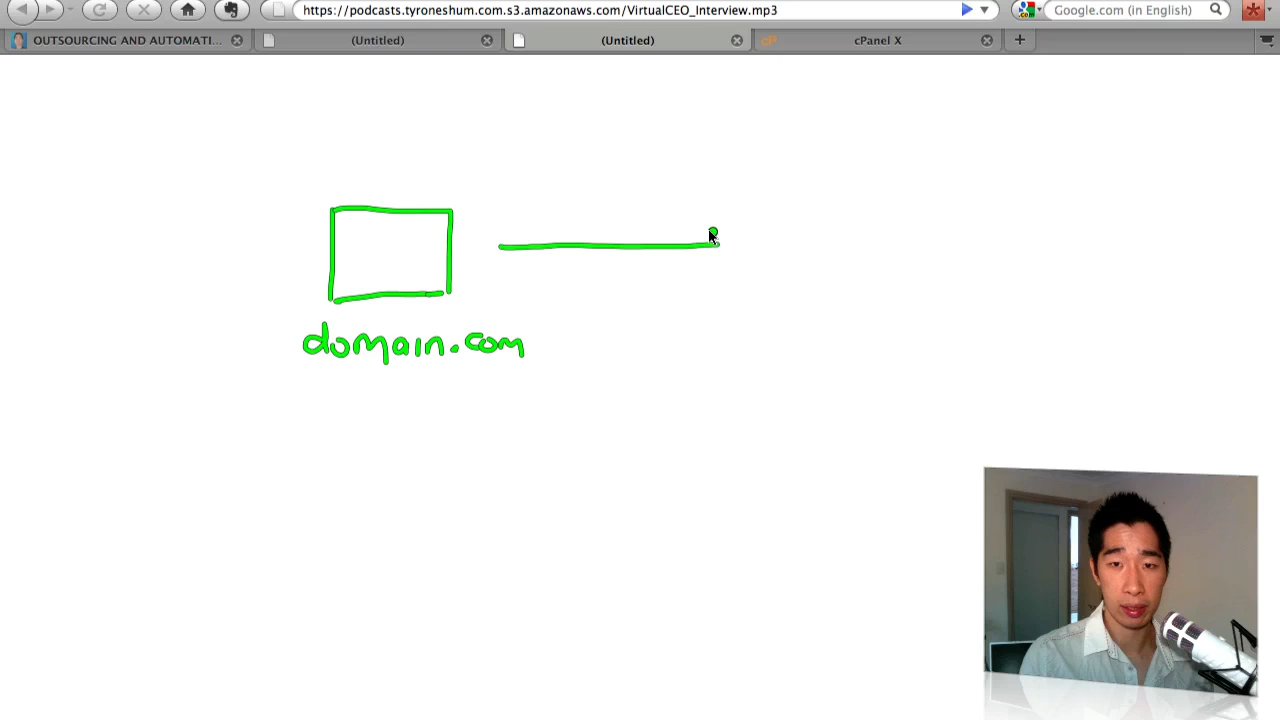 https://podcasts.tyroneshum.com.s3.amazonaws.com/VirtualCEO_Interview.mp3
Google.com (in English)
OUTSOURCING AND AUTOMATI...
(Untitled)
(Untitled)
cPanel X
domain.com